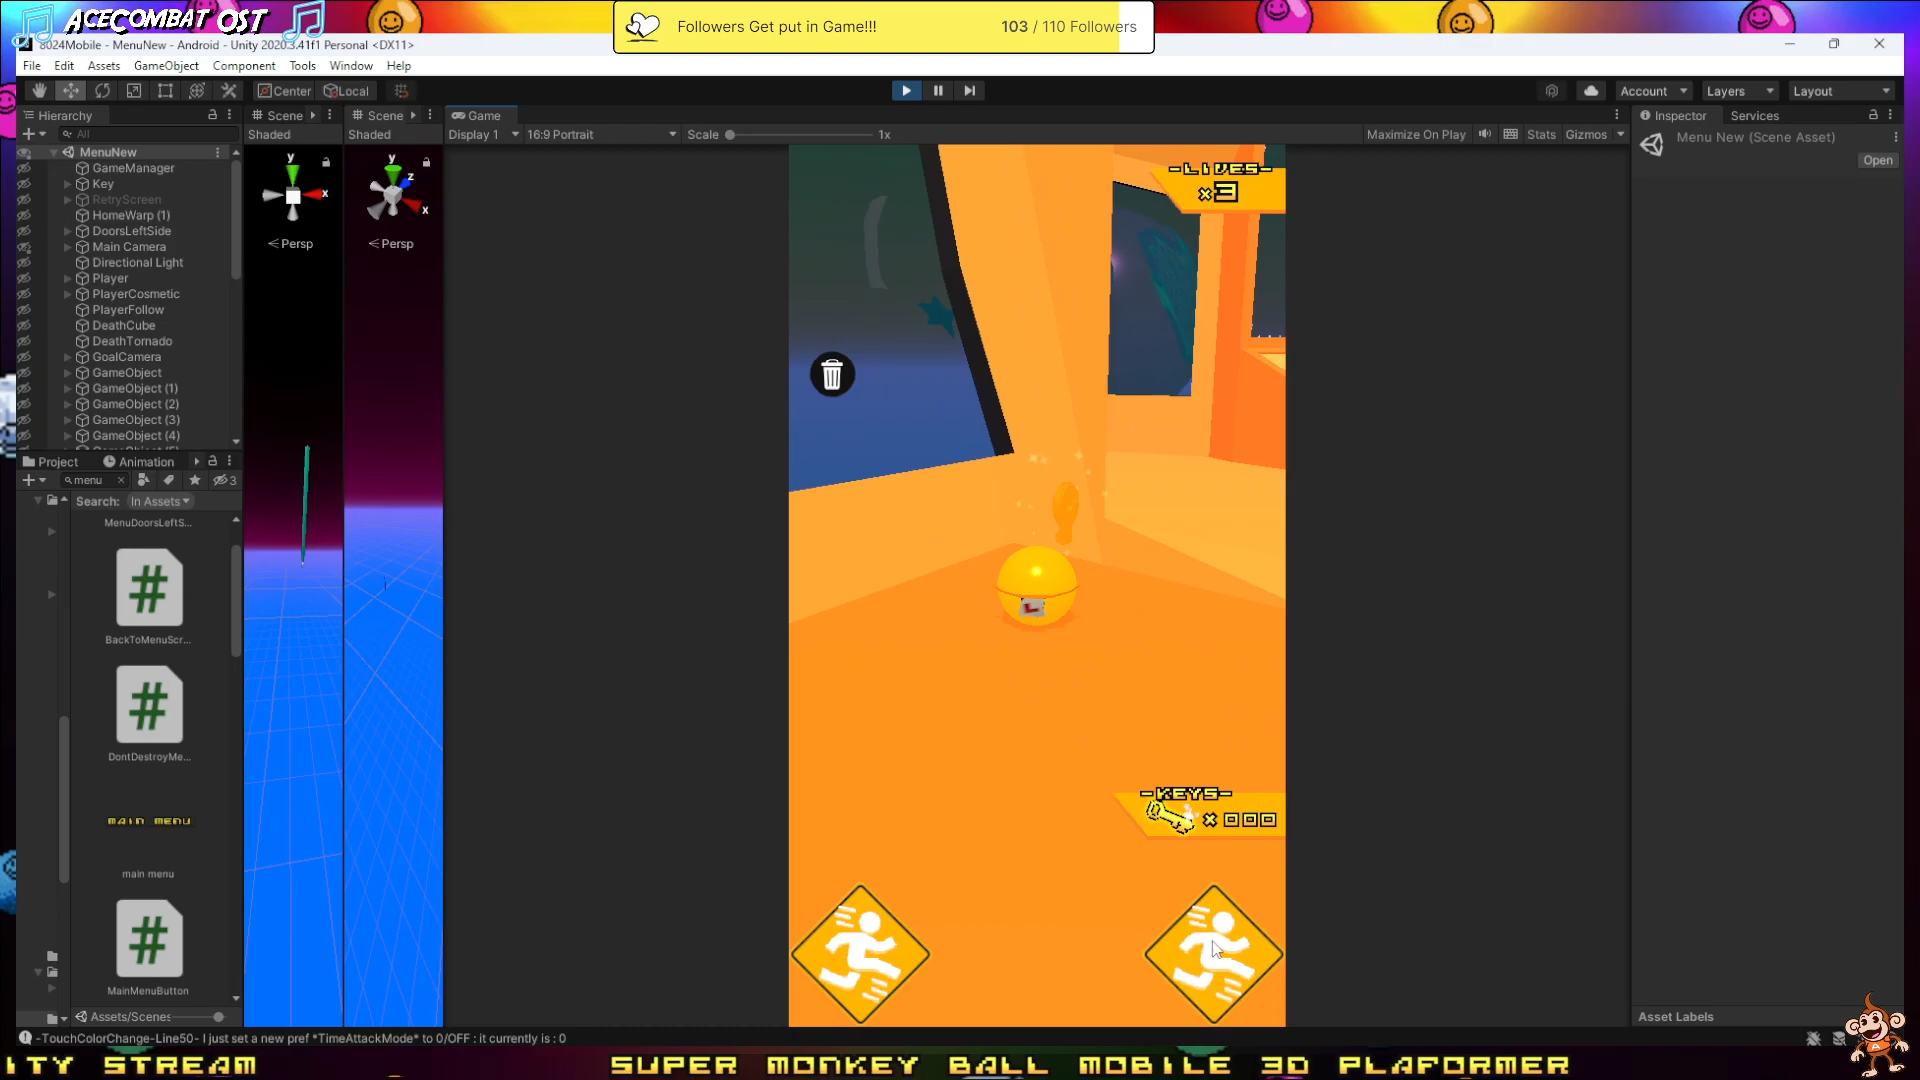 ACECOMBAT OST
Followers Get put in Game!!! 103 / 110 Followers
8024Mobile - MenuNew - Android - Unity 2020.3.41f1 Personal <DX11>
File Edit Assets GameObject Component Tools Window Help
Center Local Account Layers Layout
Hierarchy Scene Scene Game Inspector Services
All Shaded Shaded Display 1 16:9 Portrait Scale 1x Maximize On Play Stats Gizmos
Menu New (Scene Asset)
Open
MenuNew
GameManager
Key
RetryScreen
HomeWarp (1)
DoorsLeftSide
Main Camera
Directional Light
Player
PlayerCosmetic
PlayerFollow
DeathCube
DeathTornado
GoalCamera
GameObject
GameObject (1)
GameObject (2)
GameObject (3)
GameObject (4)
y x
Persp
y z x
Persp
-LIVES-
×3
Project Animation
menu 3
Search: In Assets
MenuDoorsLeftS...
#
BackToMenuScr...
#
DontDestroyMe...
MAIN MENU
main menu
#
MainMenuButton
Assets/Scenes
L
-KEYS-
×000
Asset Labels
-TouchColorChange-Line50- I just set a new pref *TimeAttackMode* to 0/OFF : it currently is : 0
ITY STREAM SUPER MONKEY BALL MOBILE 3D PLAFORMER